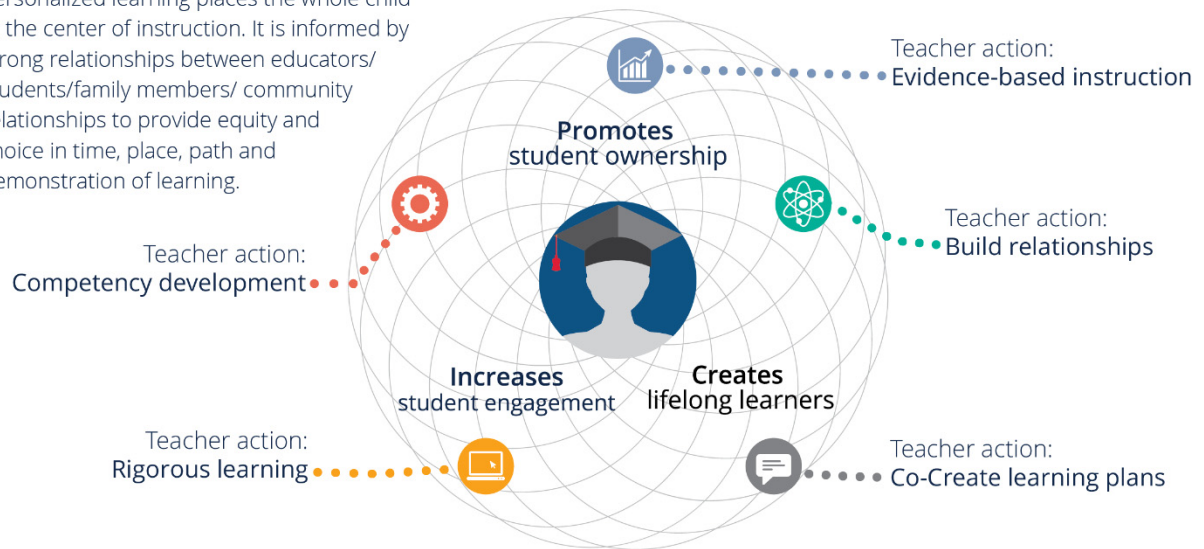 ersonalized learning places the whole child
the center of instruction. It is informed by
rong relationships between educators/
udents/family members/ community
elationships to provide equity and
hoice in time, place, path and
emonstration of learning.
Teacher action:
Evidence-based instruction
Promotes
student ownership
Teacher action:
Build relationships
Teacher action:
Competency development
Increases
student engagement
Creates
lifelong learners
Teacher action:
Rigorous learning
Teacher action:
Co-Create learning plans